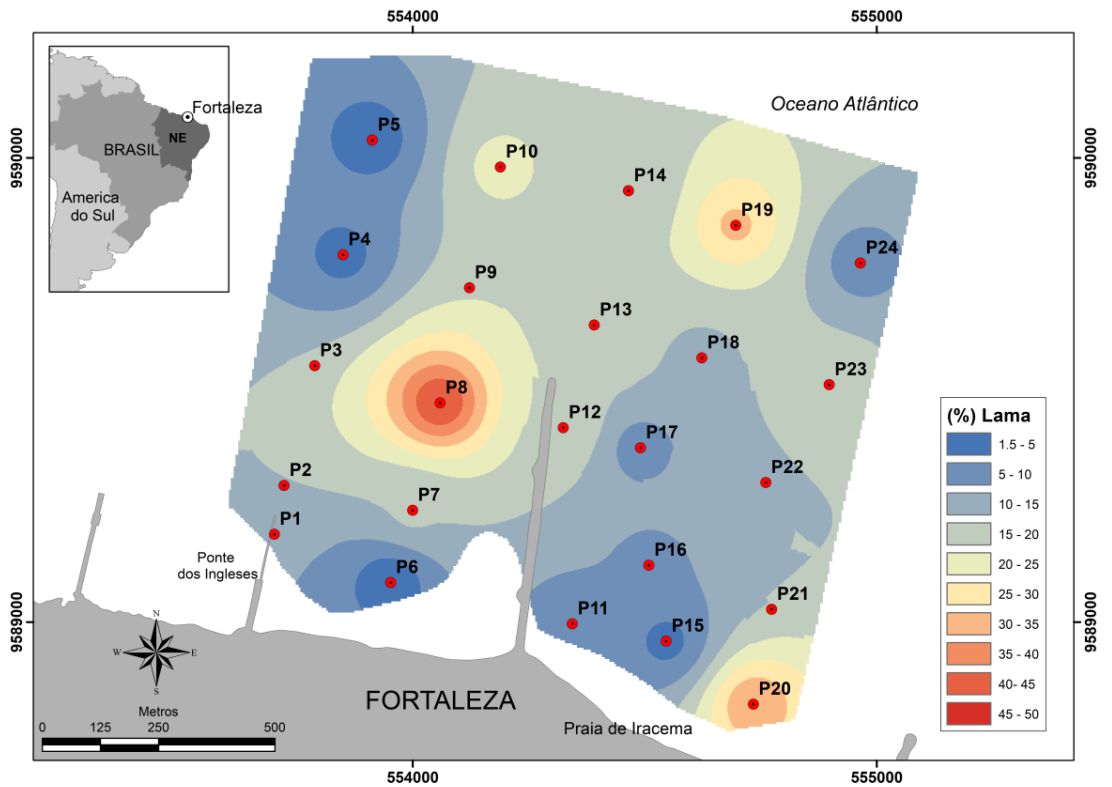 554000
555000
Fortaleza
NE
BRASIL
America
do Sul
Oceano Atlântico
9590000
9590000
P5
P10
P14
P19
P4
P24
P9
P13
P18
P3
P23
P8
P12
P17
P2
P22
P7
P1
Ponte
dos Ingleses
P16
P6
P21
P11
P15
P20
9589000
9589000
(%) Lama
1.5 - 5
5 - 10
10 - 15
15 - 20
20 - 25
25 - 30
30 - 35
35 - 40
40- 45
45 - 50
N
W
E
S
FORTALEZA
Praia de Iracema
Metros
0 125 250 500
554000
555000